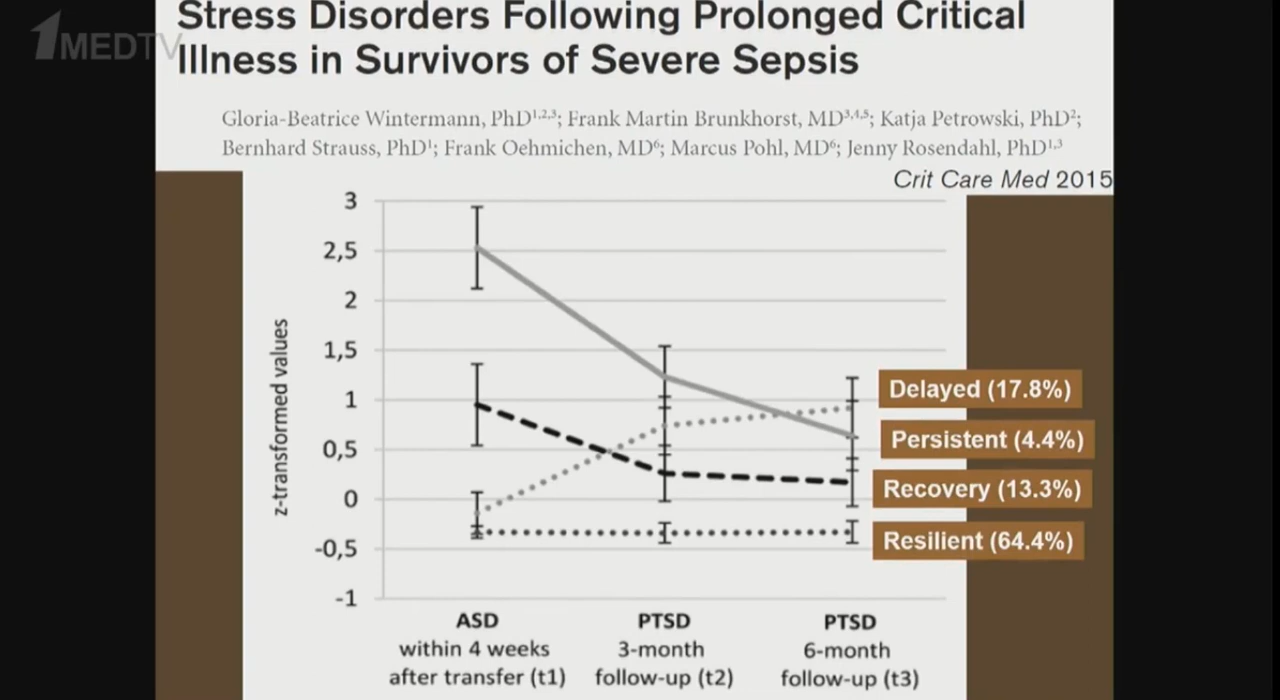 1MEDTV
Stress Disorders Following Prolonged Critical
Illness in Survivors of Severe Sepsis
Gloria-Beatrice Wintermann, PhD1,2,3; Frank Martin Brunkhorst, MD3,4,5; Katja Petrowski, PhD2;
Bernhard Strauss, PhD1; Frank Oehmichen, MD6; Marcus Pohl, MD6; Jenny Rosendahl, PhD1,3
Crit Care Med 2015
z-transformed values
3
2,5
2
1,5
1
0,5
0
-0,5
-1
Delayed (17.8%)
Persistent (4.4%)
Recovery (13.3%)
Resilient (64.4%)
ASD
within 4 weeks
after transfer (t1)
PTSD
3-month
follow-up (t2)
PTSD
6-month
follow-up (t3)